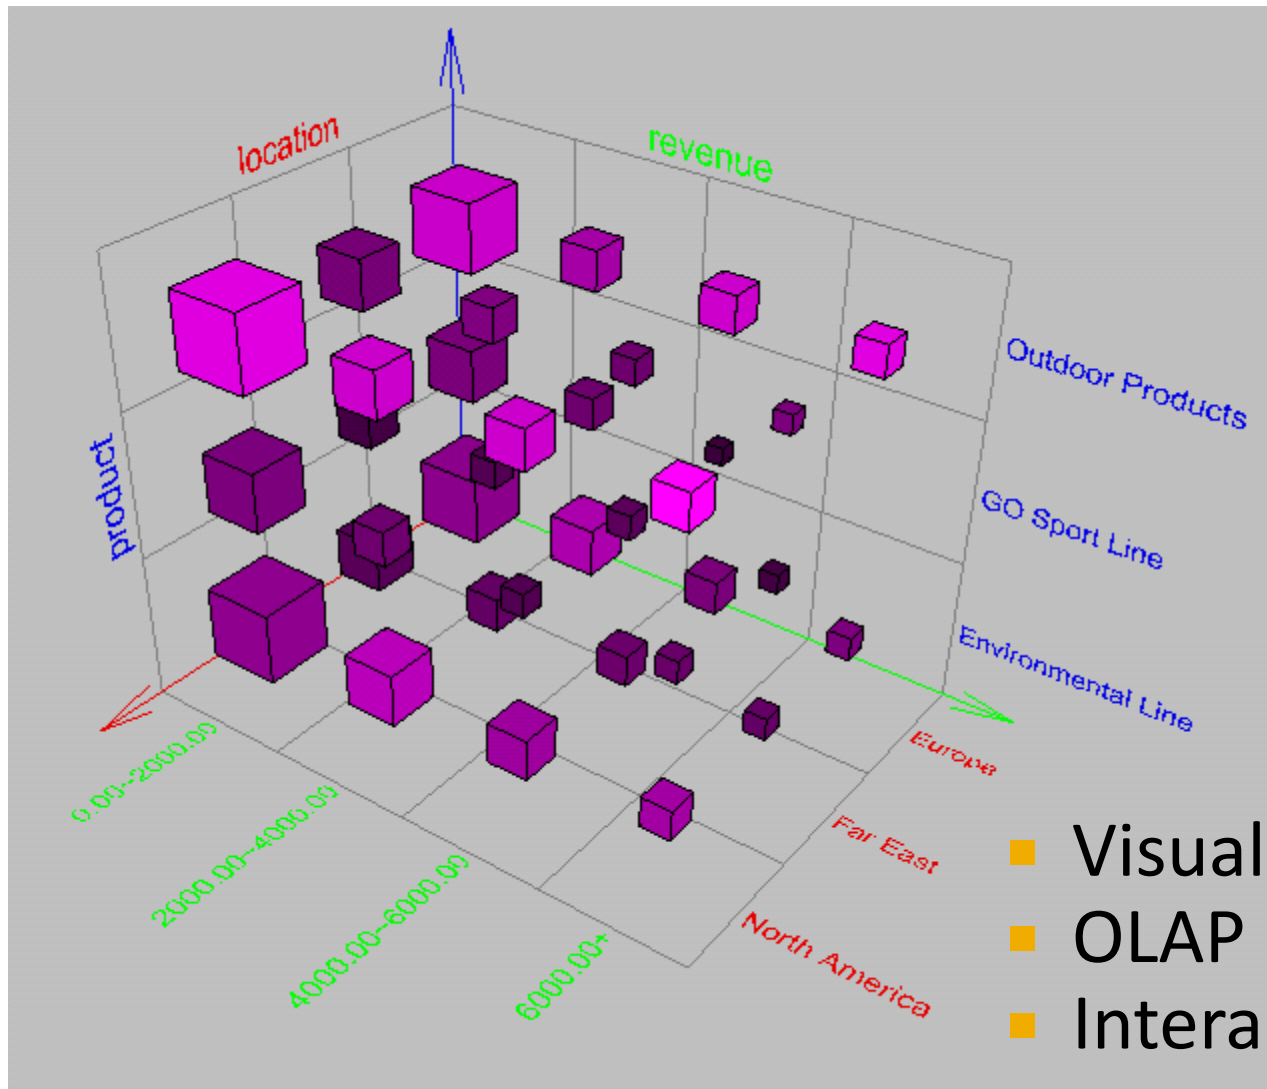 location
revenue
product
Outdoor Products
GO Sport Line
Environmental Line
Europe
Far East
North America
0.00~2000.00
2000.00~4000.00
4000.00~6000.00
6000.00+
Visual
OLAP
Intera